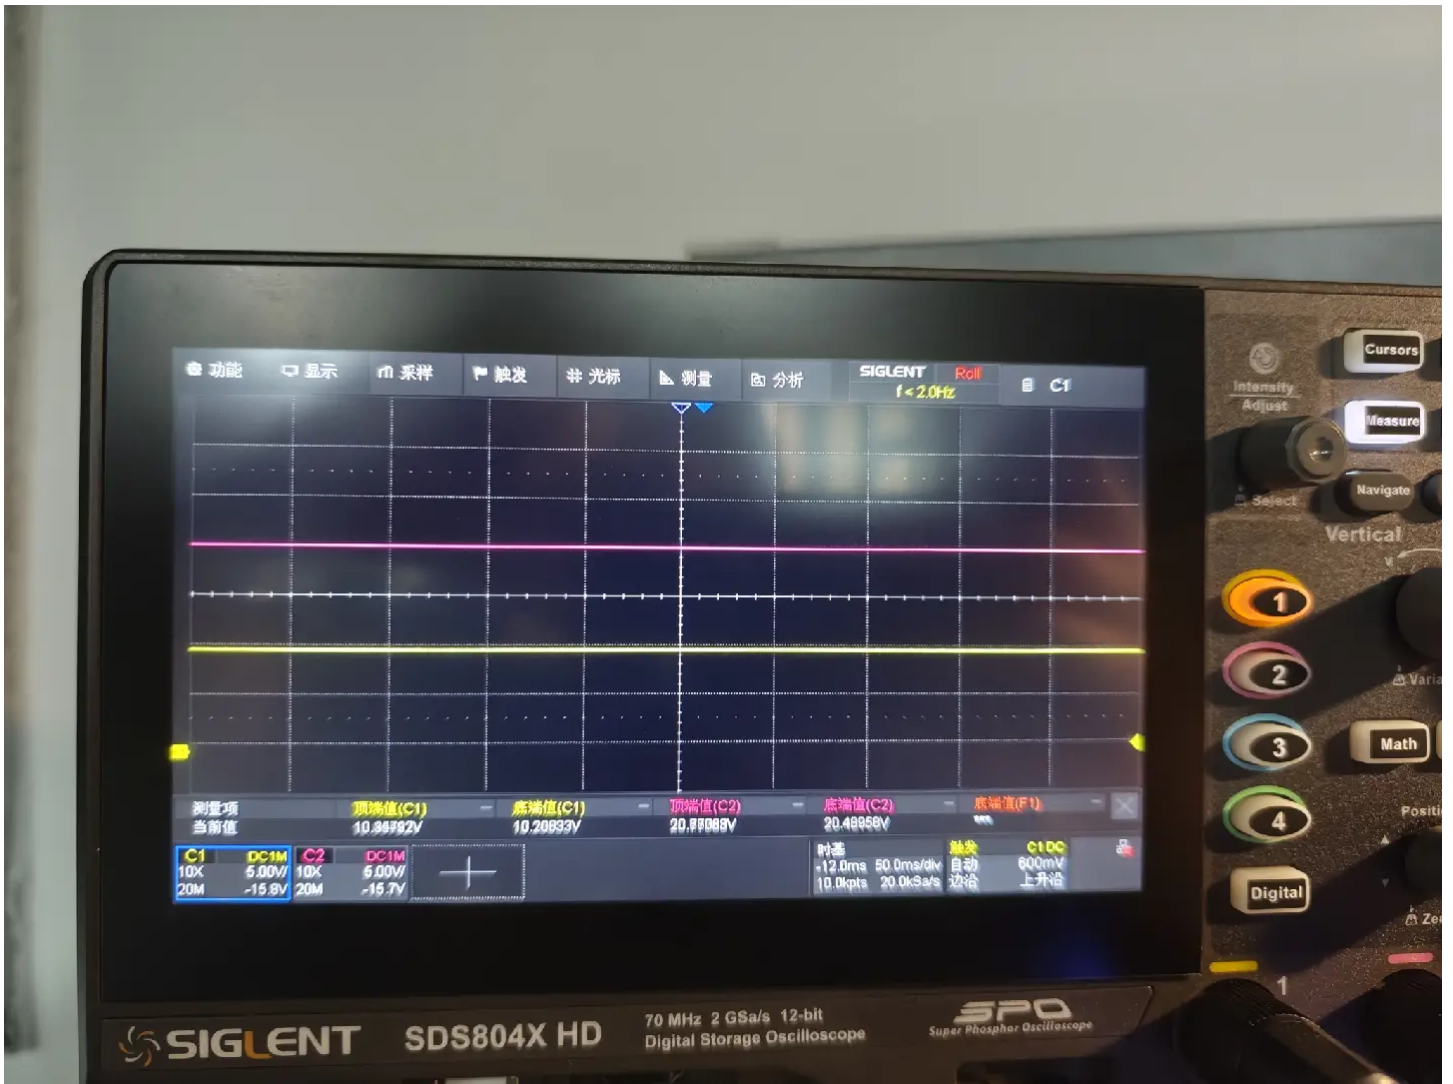 功能 显示 采样 触发 光标 测量 分析 SIGLENT Roll C1
f < 2.0Hz
测量项 顶端值(C1) 底端值(C1) 顶端值(C2) 底端值(C2) 底端值(F1)
当前值 10.20833V 20.48958V ***
C1 DC1M C2 DC1M
10X 5.00V/ 10X 5.00V/
20M -15.8V 20M -15.7V
时基 触发 C1 DC
-12.0ms 50.0ms/div 自动 600mV
10.0kpts 20.0kSa/s 边沿 上升沿
Cursors
Intensity
Adjust
Measure
Select
Navigate
Vertical
V
1
2
Varia
3
Math
4
Positi
Digital
Ze
1
SIGLENT SDS804X HD
70 MHz 2 GSa/s 12-bit
Digital Storage Oscilloscope
SPO
Super Phosphor Oscilloscope